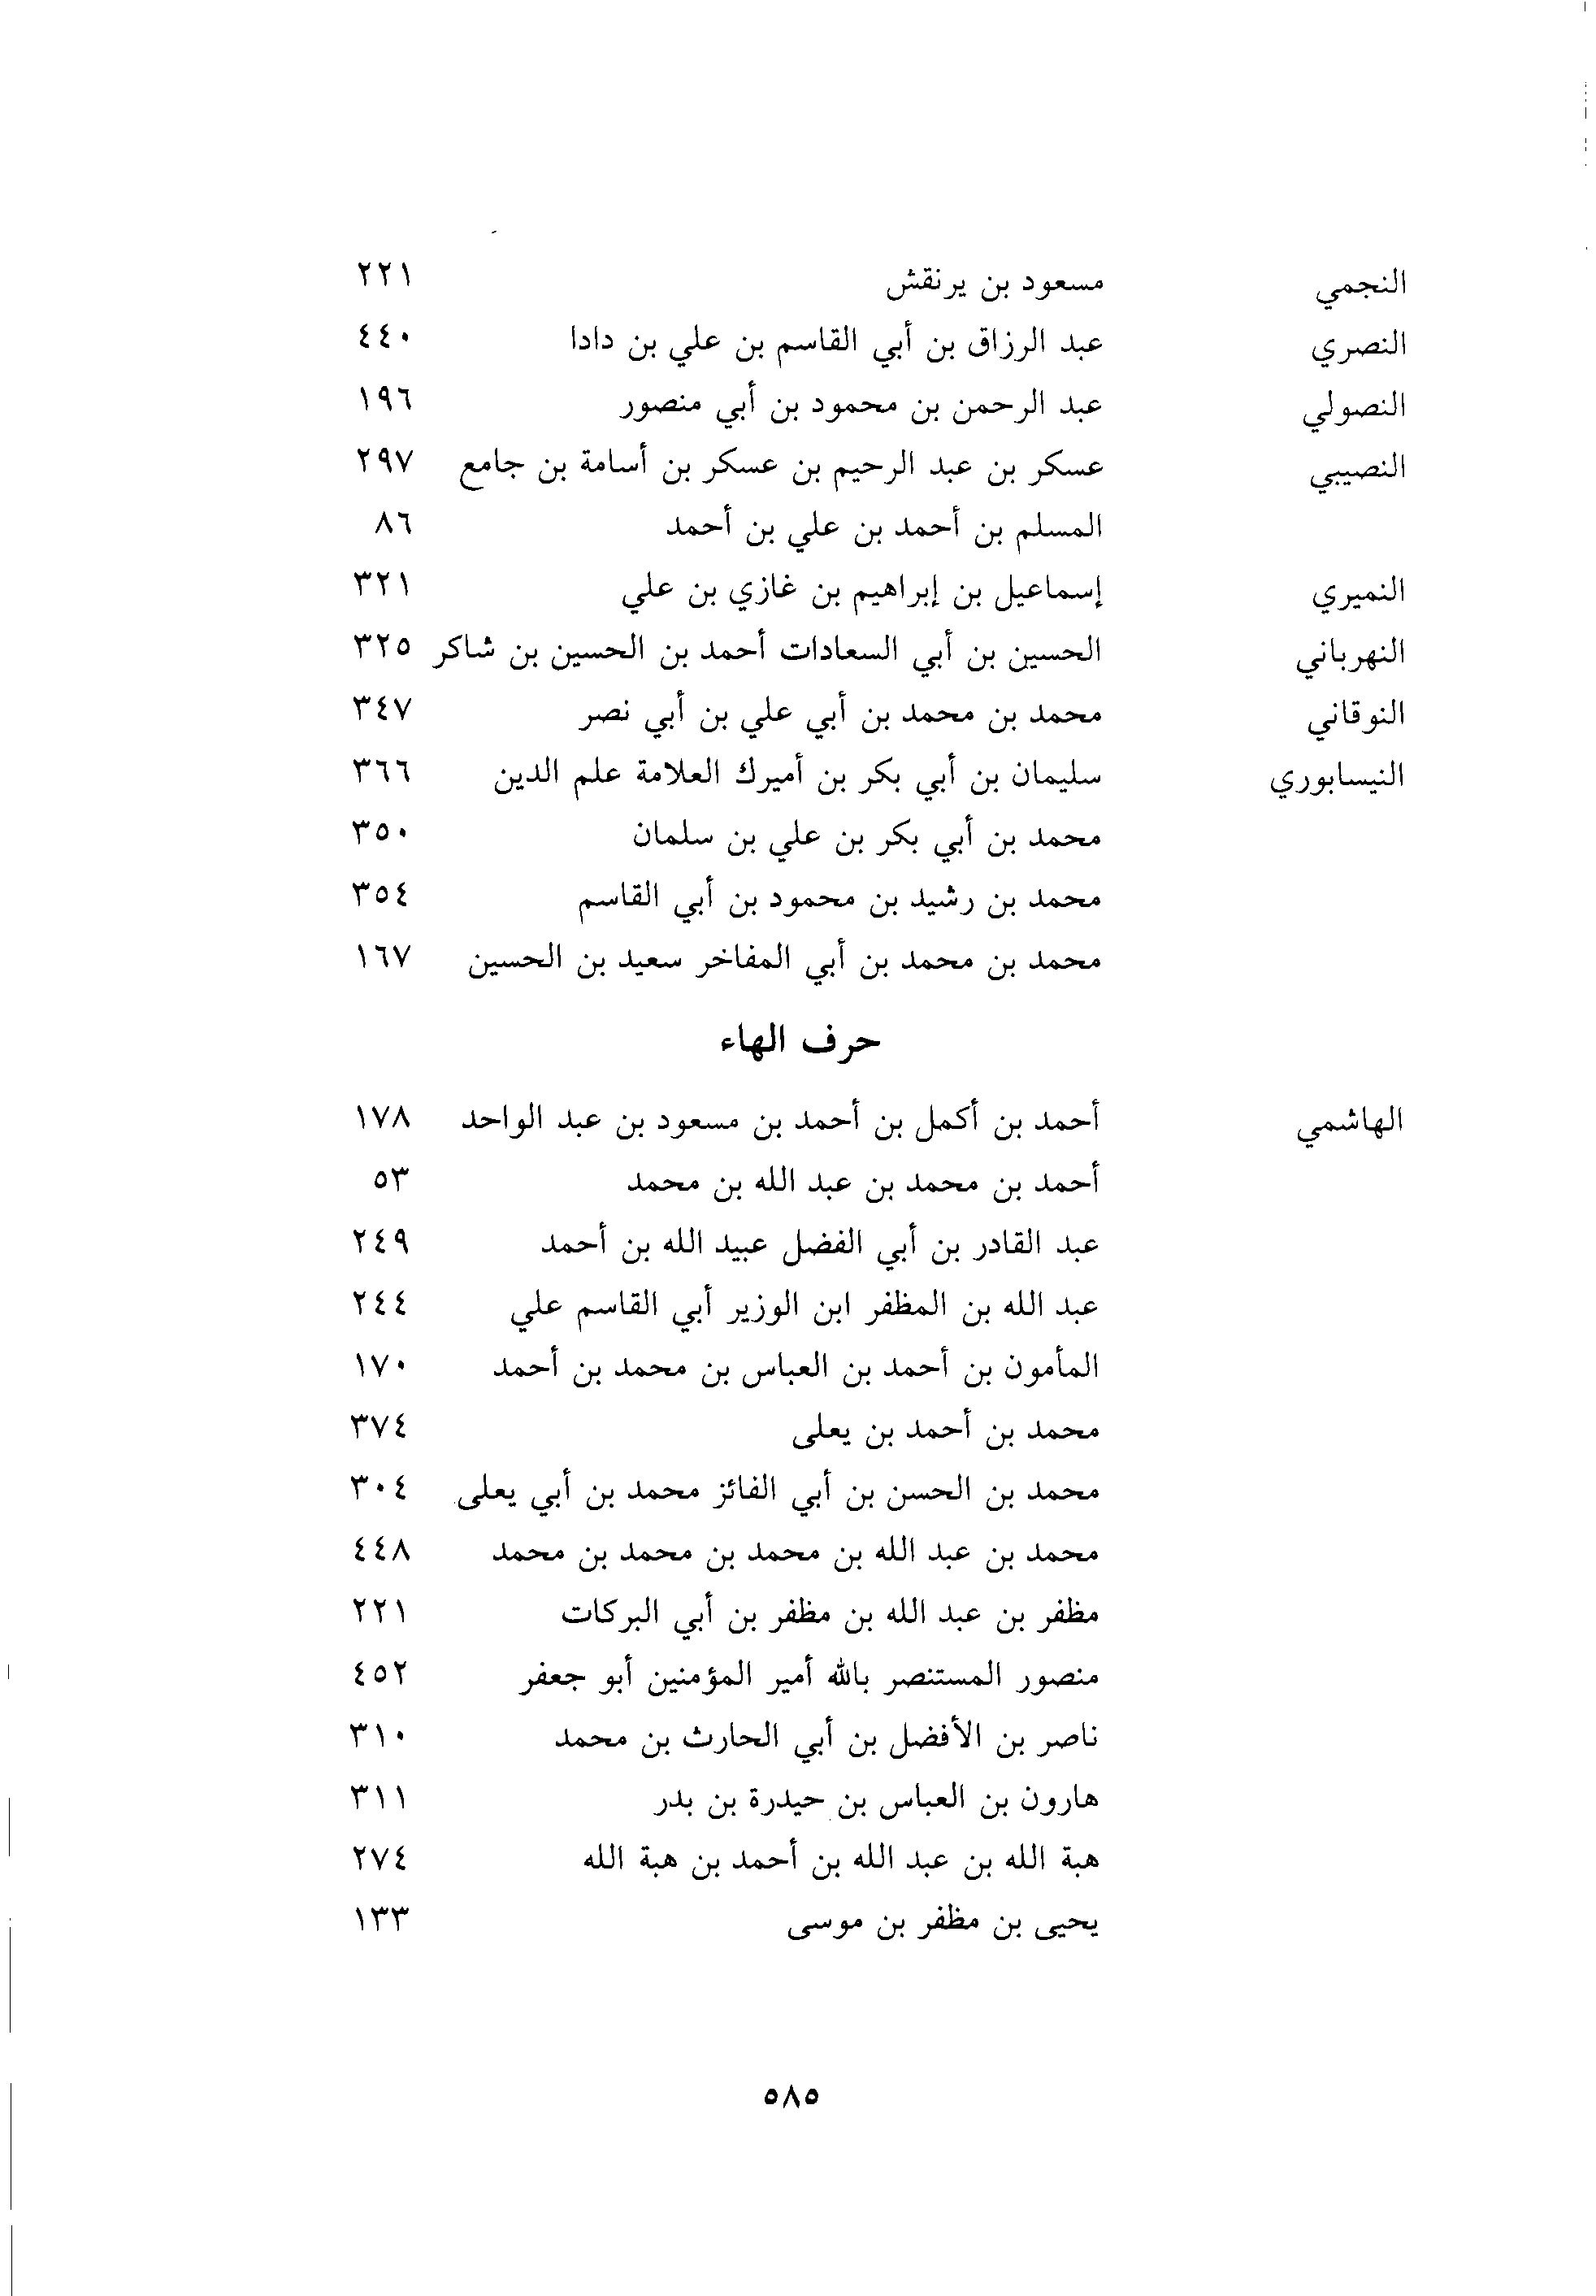 النجمي مسعود بن يرنقش ٢٢١
النصري عبد الرزاق بن أبي القاسم بن علي بن دادا ٤٤٠
النصولي عبد الرحمن بن محمود بن أبي منصور ١٩٦
النصيبي عسكر بن عبد الرحيم بن عسكر بن أسامة بن جامع ٢٩٧
المسلم بن أحمد بن علي بن أحمد ٨٦
النميري إسماعيل بن إبراهيم بن غازي بن علي ٣٢١
النهرباني الحسين بن أبي السعادات أحمد بن الحسين بن شاكر ٣٢٥
النوقاني محمد بن محمد بن أبي علي بن أبي نصر ٣٤٧
النيسابوري سليمان بن أبي بكر بن أميرك العلامة علم الدين ٣٦٦
محمد بن أبي بكر بن علي بن سلمان ٣٥٠
محمد بن رشيد بن محمود بن أبي القاسم ٣٥٤
محمد بن محمد بن أبي المفاخر سعيد بن الحسين ١٦٧
حرف الهاء
الهاشمي أحمد بن أكمل بن أحمد بن مسعود بن عبد الواحد ١٧٨
أحمد بن محمد بن عبد الله بن محمد ٥٣
عبد القادر بن أبي الفضل عبيد الله بن أحمد ٢٤٩
عبد الله بن المظفر ابن الوزير أبي القاسم علي ٢٤٤
المأمون بن أحمد بن العباس بن محمد بن أحمد ١٧٠
محمد بن أحمد بن يعلى ٣٧٤
محمد بن الحسن بن أبي الفائز محمد بن أبي يعلى ٣٠٤
محمد بن عبد الله بن محمد بن محمد بن محمد ٤٤٨
مظفر بن عبد الله بن مظفر بن أبي البركات ٢٢١
منصور المستنصر بالله أمير المؤمنين أبو جعفر ٤٥٢
ناصر بن الأفضل بن أبي الحارث بن محمد ٣١٠
هارون بن العباس بن حيدرة بن بدر ٣١١
هبة الله بن عبد الله بن أحمد بن هبة الله ٢٧٤
يحيى بن مظفر بن موسى ١٣٣
٥٨٥